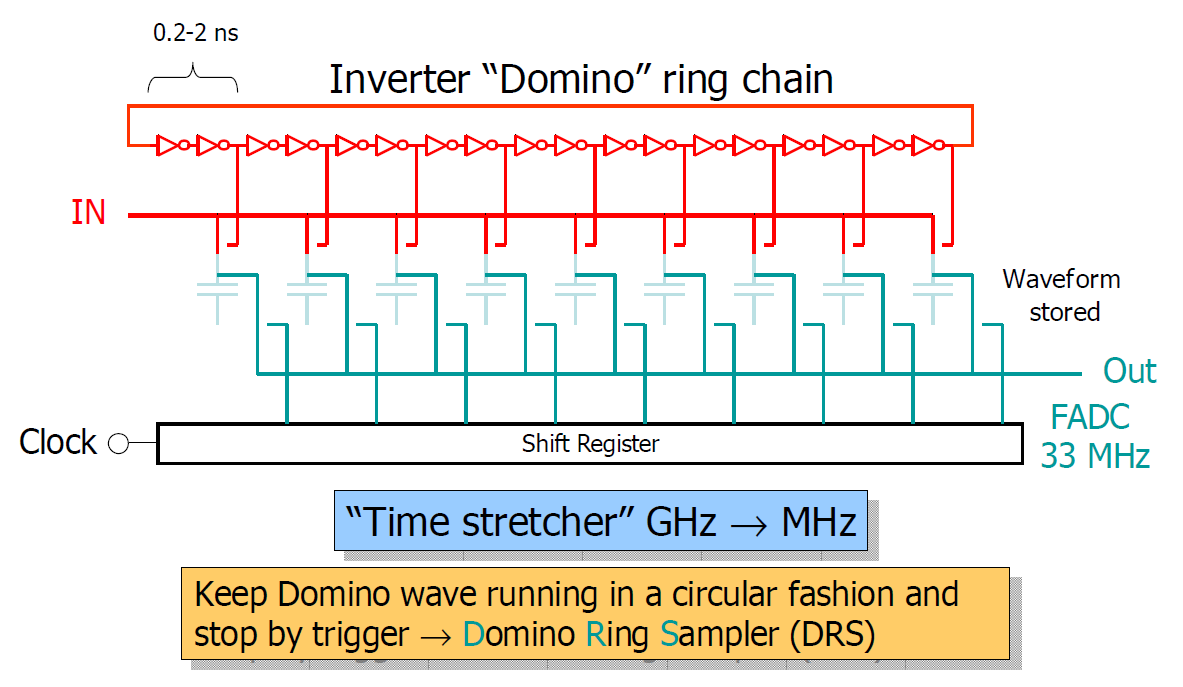 0.2-2 ns
Inverter “Domino” ring chain
IN
Waveform
stored
Out
FADC
33 MHz
Clock
Shift Register
“Time stretcher” GHz → MHz
Keep Domino wave running in a circular fashion and
stop by trigger → Domino Ring Sampler (DRS)